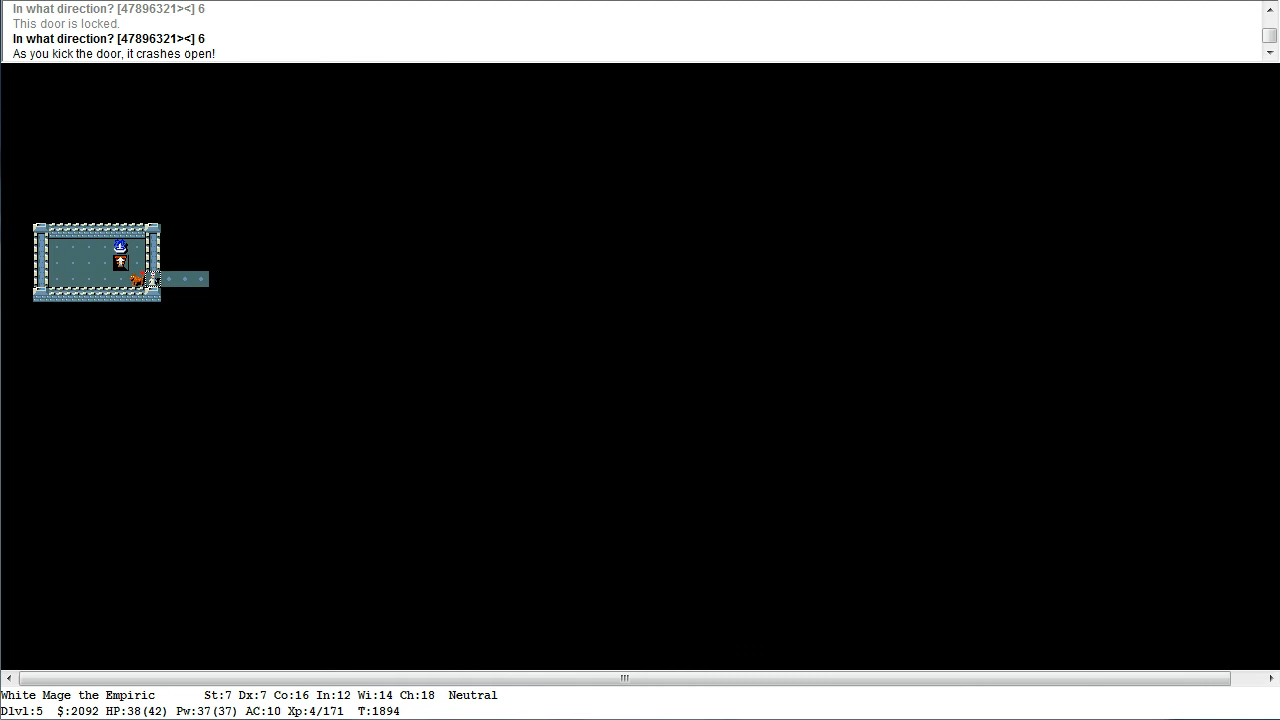 In what direction? [47896321><] 6
This door is locked.
In what direction? [47896321><] 6
As you kick the door, it crashes open!
White Mage the Empiric St:7 Dx:7 Co:16 In:12 Wi:14 Ch:18 Neutral
Dlvl:5 $:2092 HP:38(42) Pw:37(37) AC:10 Xp:4/171 T:1894